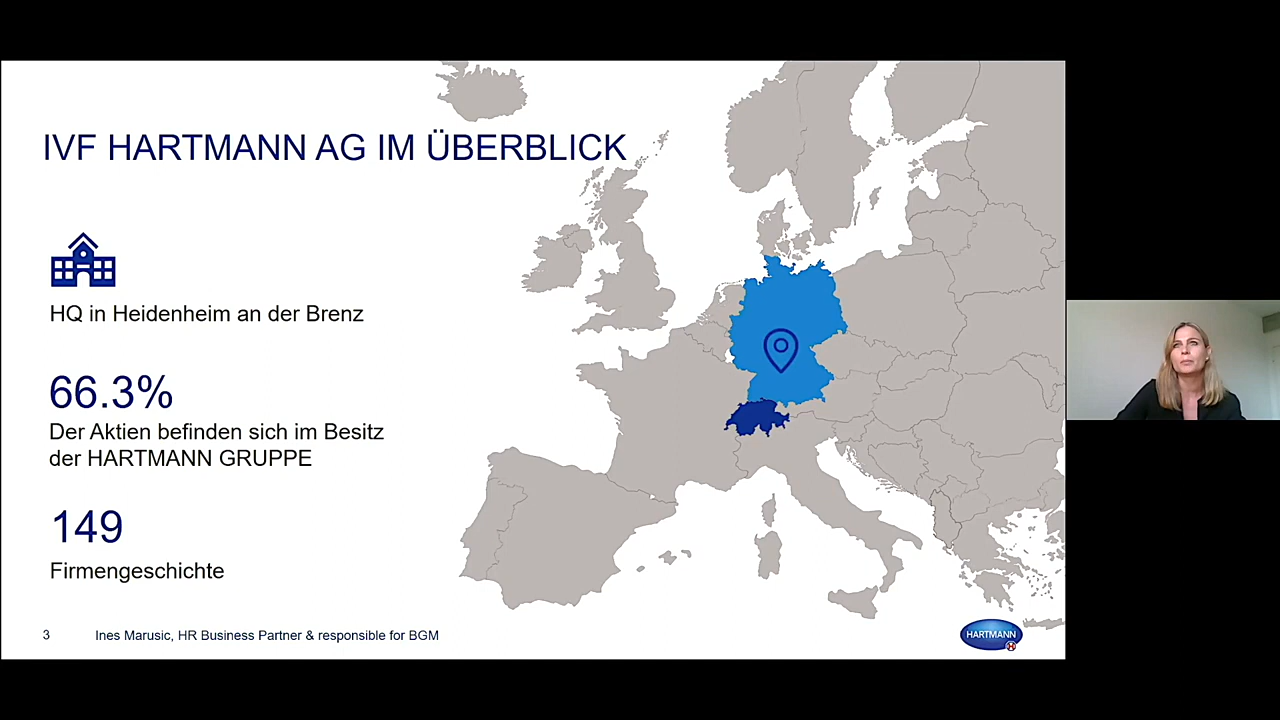 IVF HARTMANN AG IM ÜBERBLICK
HQ in Heidenheim an der Brenz
66.3%
Der Aktien befinden sich im Besitz
der HARTMANN GRUPPE
149
Firmengeschichte
3 Ines Marusic, HR Business Partner & responsible for BGM
HARTMANN